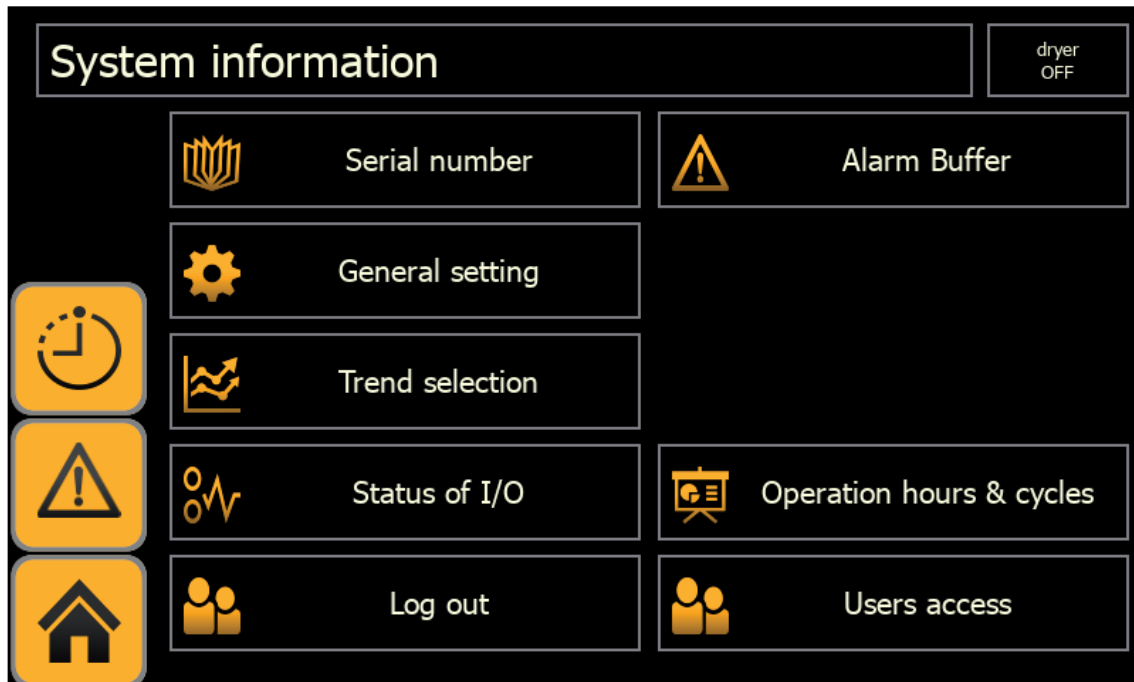 System information
dryer
OFF
Serial number
Alarm Buffer
General setting
Trend selection
Status of I/O
Operation hours & cycles
Log out
Users access